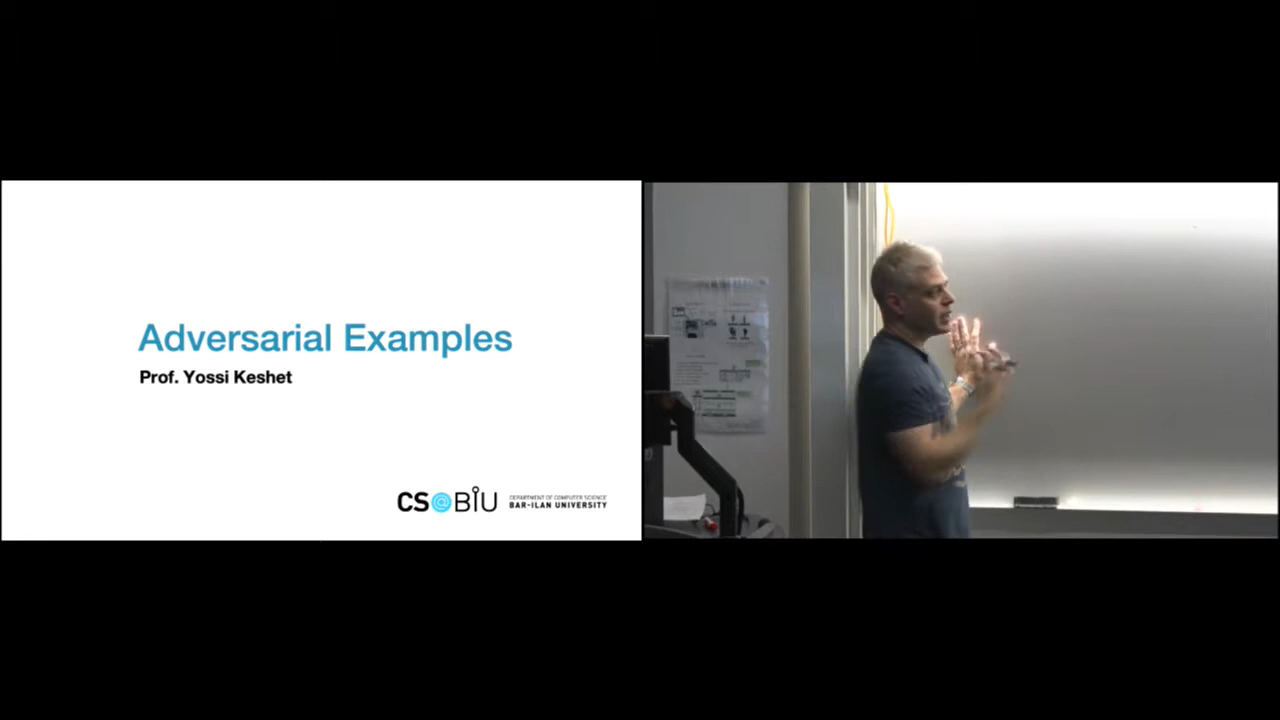 Adversarial Examples
Prof. Yossi Keshet
CS@BIU
DEPARTMENT OF COMPUTER SCIENCE
BAR-ILAN UNIVERSITY